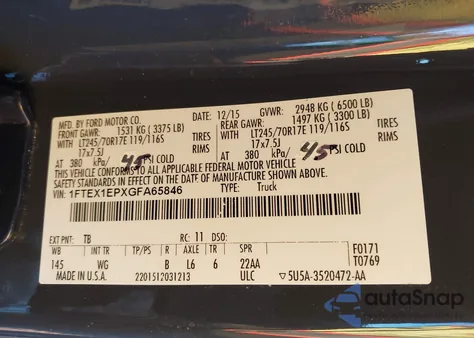 MFD. BY FORD MOTOR CO. 12/15 GVWR: 2948 KG (6500 LB)
FRONT GAWR: 1531 KG (3375 LB) REAR GAWR: 1497 KG (3300 LB)
WITH LT245/70R17E 119/116S TIRES WITH LT245/70R17E 119/116S TIRES
17x7.5J RIMS 17x7.5J RIMS
AT 380 kPa/ 45 PSI COLD AT 380 kPa/ 45 PSI COLD
THIS VEHICLE CONFORMS TO ALL APPLICABLE FEDERAL MOTOR VEHICLE
SAFETY STANDARDS IN EFFECT ON THE DATE OF MANUFACTURE SHOWN ABOVE.
VIN: 1FTEX1EPXGFA65846 TYPE: Truck
EXT PNT: TB RC: 11 DSO: F0171
WB INT TR TP/PS R AXLE TR SPR T0769
145 WG B L6 6 22AA
MADE IN U.S.A. 2201512031213 ULC 5U5A-3520472-AA
autoSnap